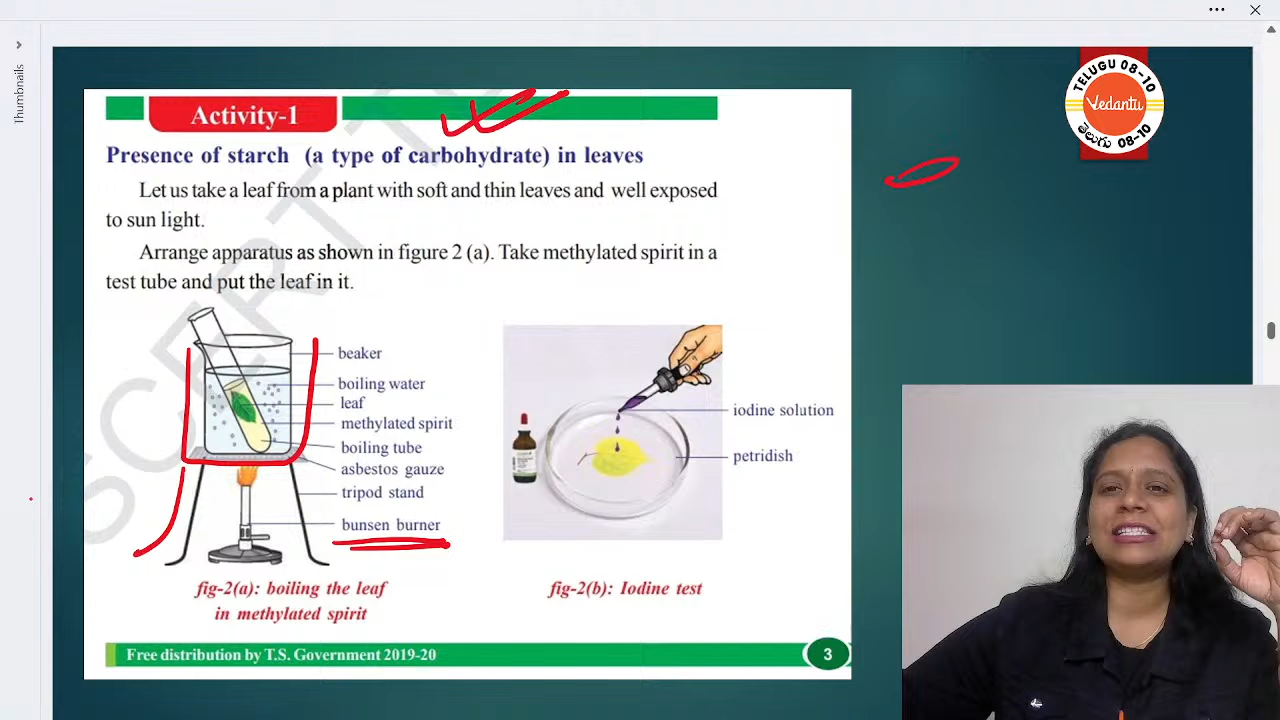 Thumbnails
TELUGU 08-10
Vedantu
తెలుగు 08-10
Activity-1
Presence of starch (a type of carbohydrate) in leaves
Let us take a leaf from a plant with soft and thin leaves and well exposed
to sun light.
Arrange apparatus as shown in figure 2 (a). Take methylated spirit in a
test tube and put the leaf in it.
beaker
boiling water
leaf
methylated spirit
boiling tube
asbestos gauze
tripod stand
bunsen burner
iodine solution
petridish
fig-2(a): boiling the leaf
in methylated spirit
fig-2(b): Iodine test
Free distribution by T.S. Government 2019-20
3